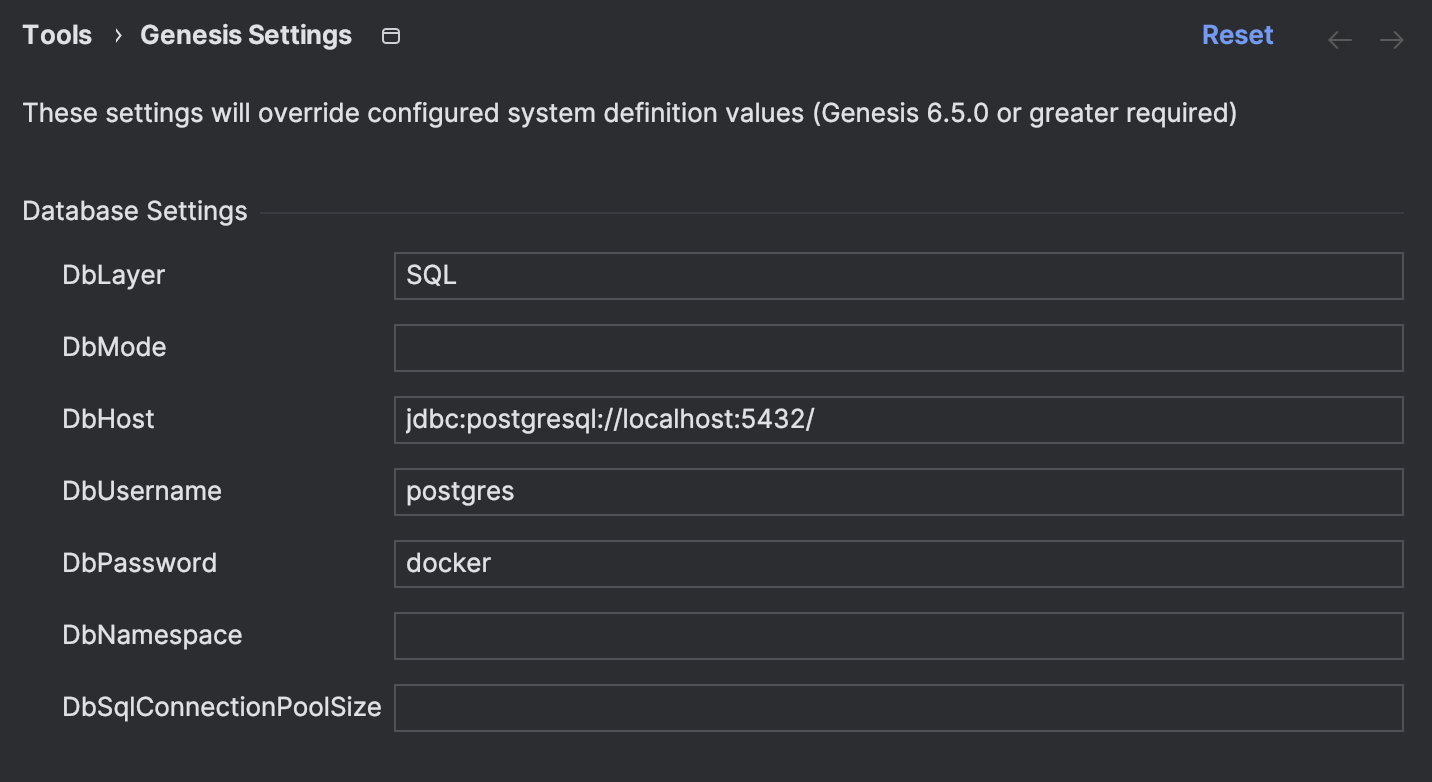 Tools › Genesis Settings Reset
These settings will override configured system definition values (Genesis 6.5.0 or greater required)
Database Settings
DbLayer SQL
DbMode
DbHost jdbc:postgresql://localhost:5432/
DbUsername postgres
DbPassword docker
DbNamespace
DbSqlConnectionPoolSize